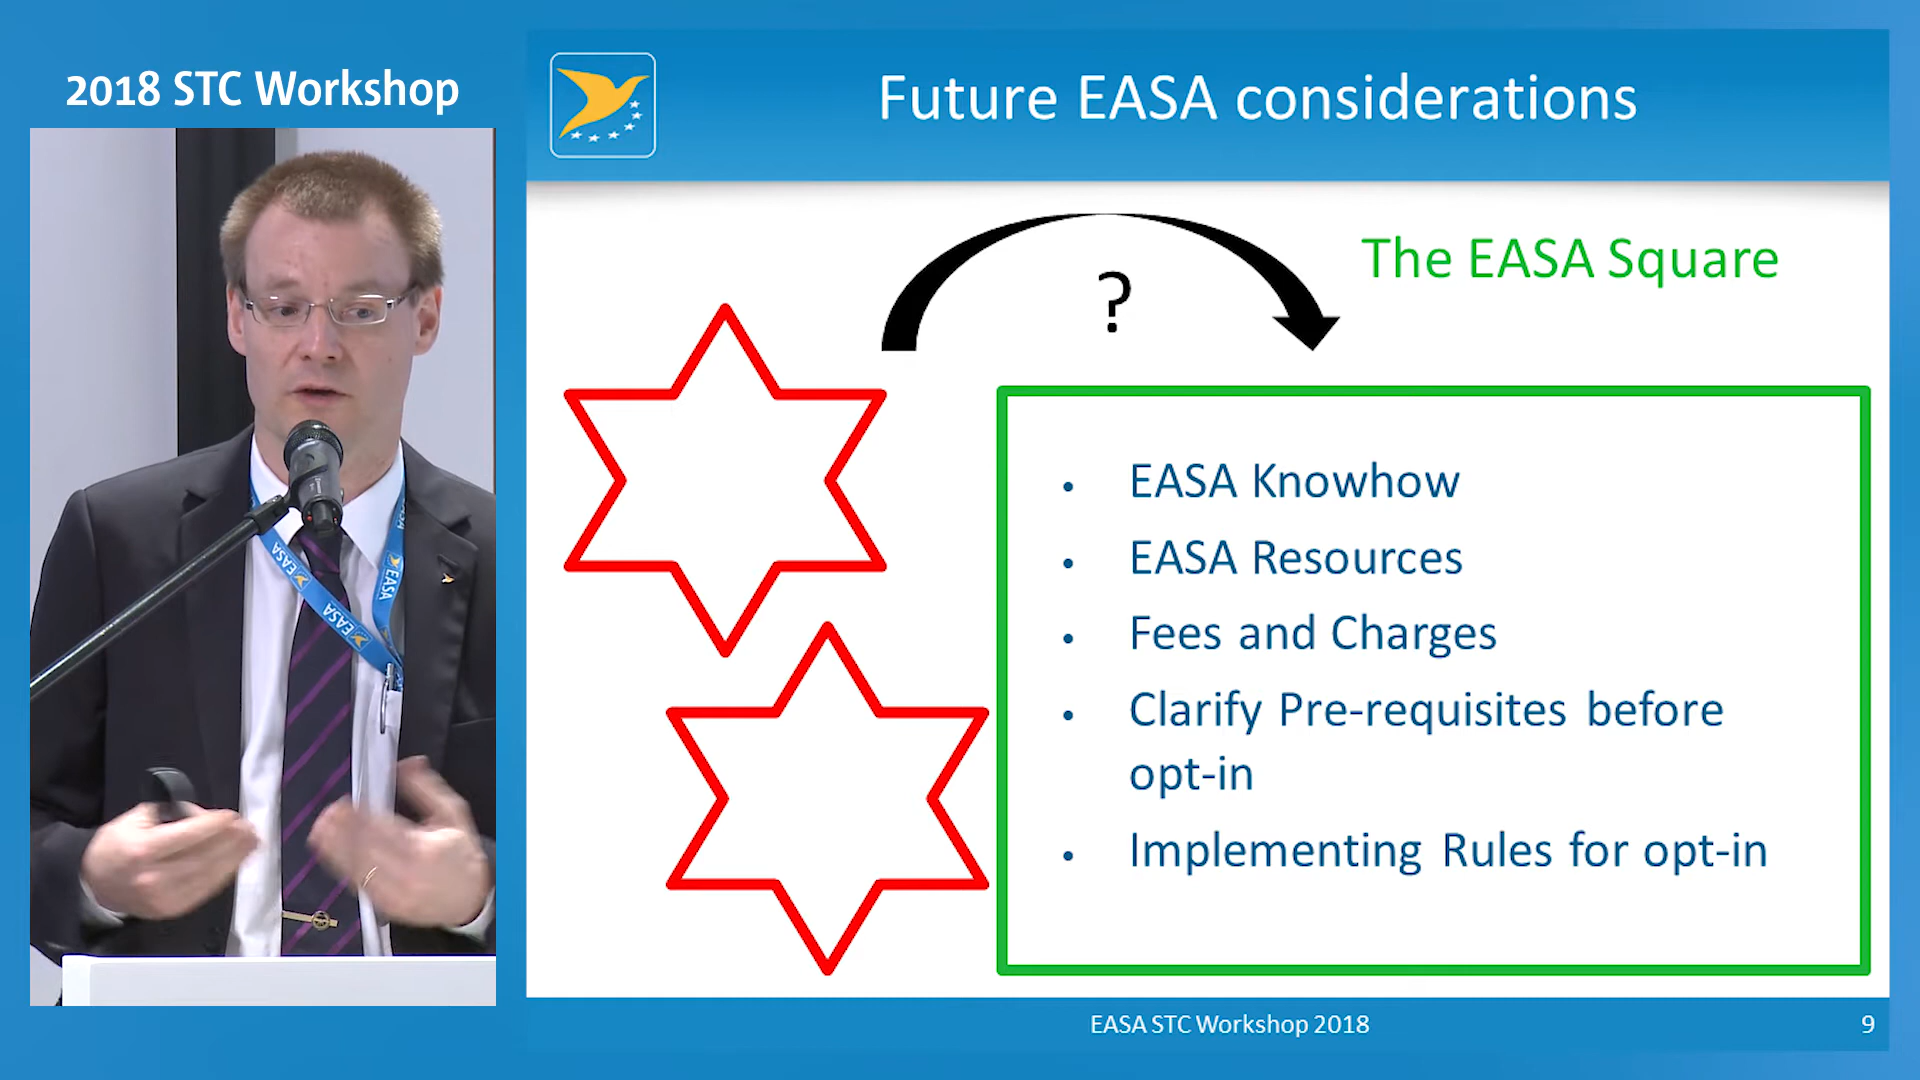 2018 STC Workshop
Future EASA considerations
?
The EASA Square
• EASA Knowhow
• EASA Resources
• Fees and Charges
• Clarify Pre-requisites before
opt-in
• Implementing Rules for opt-in
EASA
EASA
EASA
EASA
EASA STC Workshop 2018
9